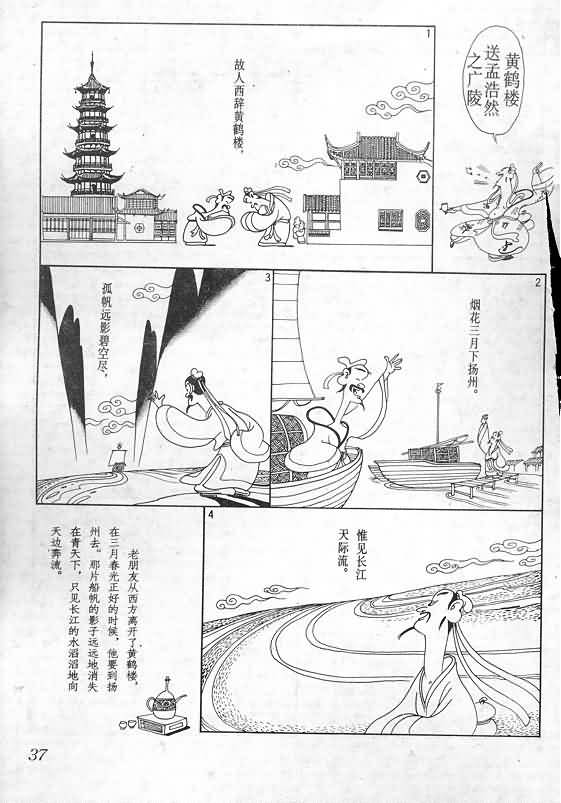 黄鹤楼
送孟浩然
之广陵
1
故人西辞黄鹤楼，
2
烟花三月下扬州。
3
孤帆远影碧空尽，
4
惟见长江
天际流。
老朋友从西方离开了黄鹤楼，
在三月春光正好的时候，他要到扬
州去。那片船帆的影子远远地消失
在青天下，只见长江的水滔滔地向
天边奔流。
37